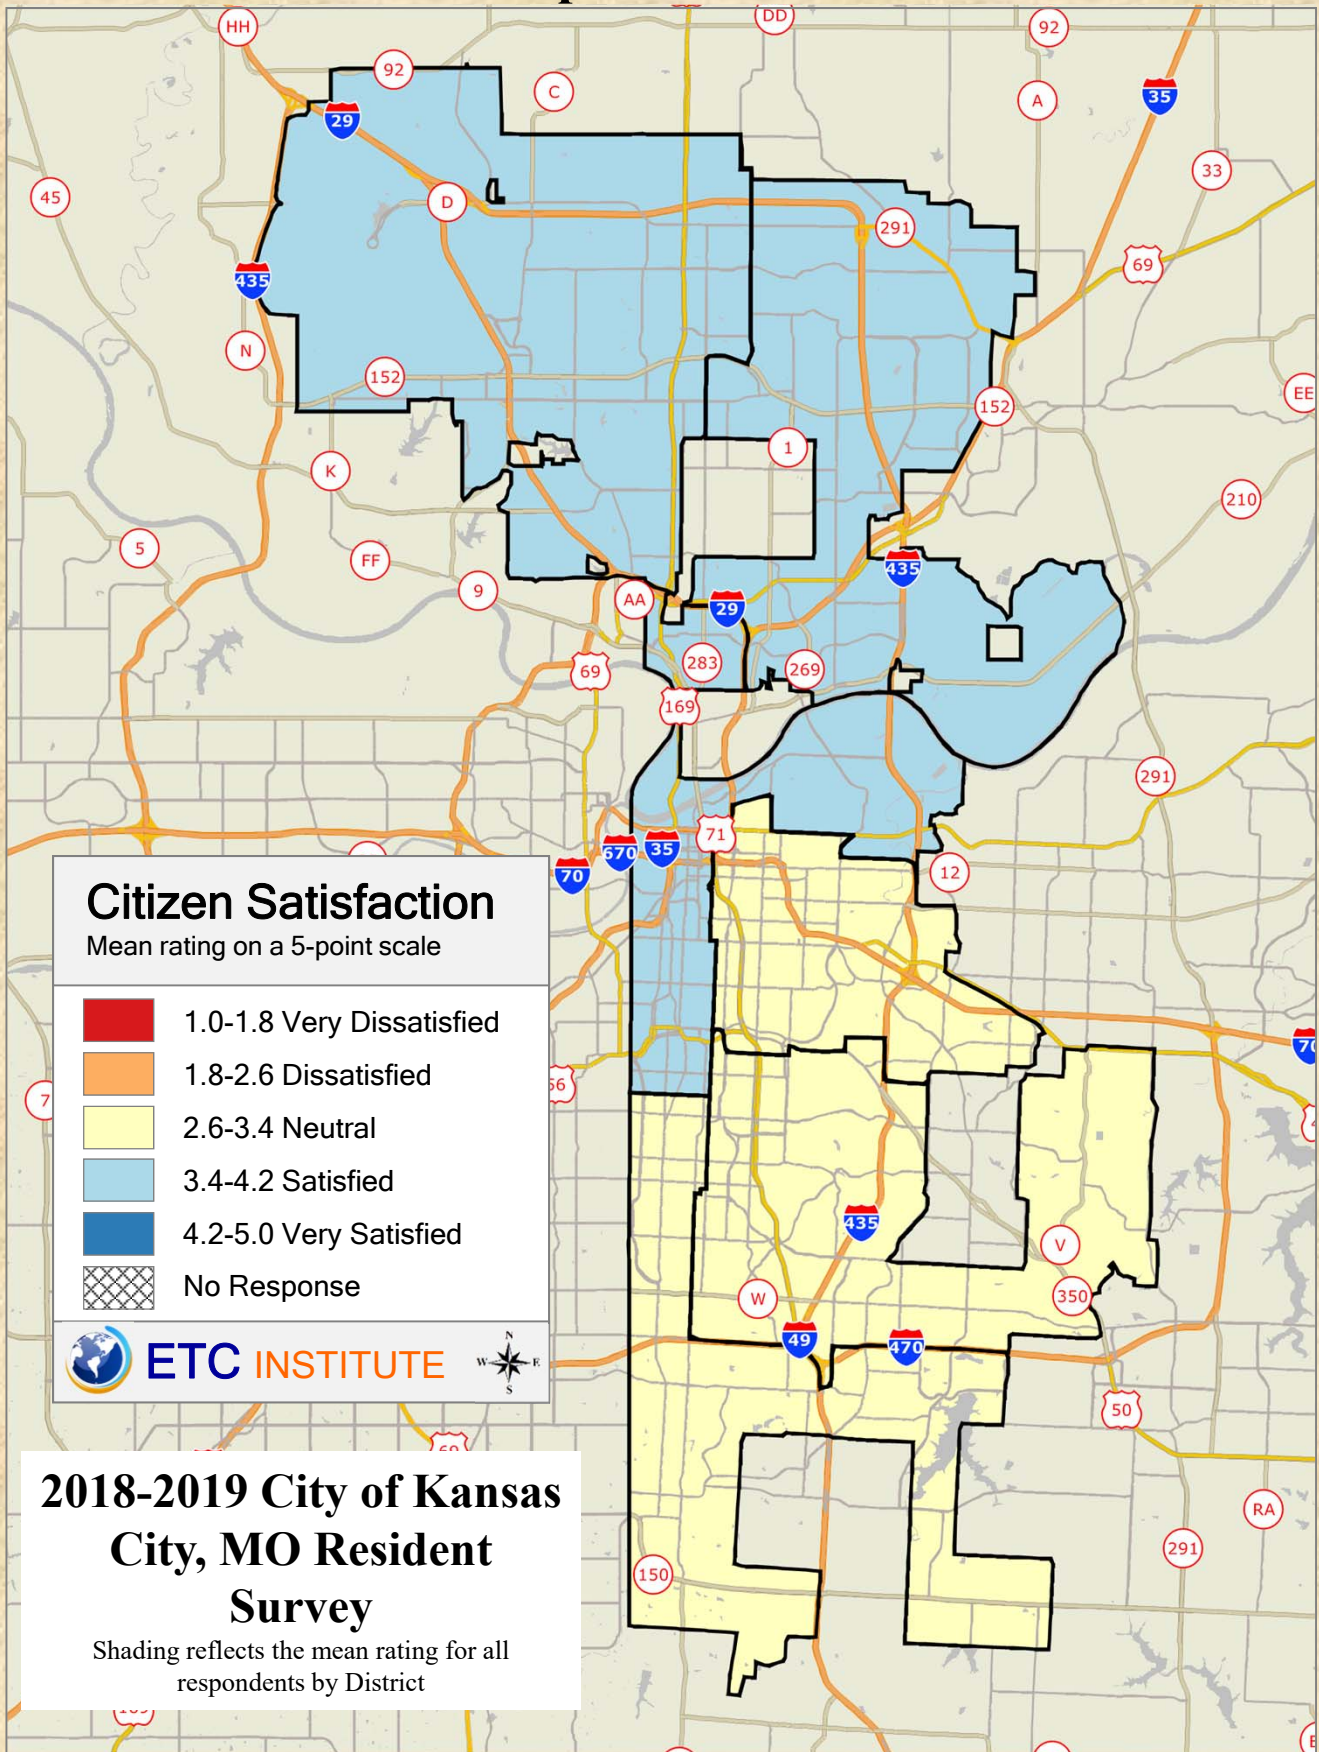 DD
HH
92
92
C
35
29
A
33
45
D
291
69
435
N
152
EE
152
1
K
210
5
FF
435
9
AA
29
283
269
69
169
291
71
670
35
70
12
Citizen Satisfaction
Mean rating on a 5-point scale
1.0-1.8 Very Dissatisfied
1.8-2.6 Dissatisfied
2.6-3.4 Neutral
3.4-4.2 Satisfied
4.2-5.0 Very Satisfied
No Response
ETC INSTITUTE
N
W
E
S
70
7
435
V
W
350
49
470
50
2018-2019 City of Kansas
City, MO Resident
Survey
Shading reflects the mean rating for all
respondents by District
RA
291
150